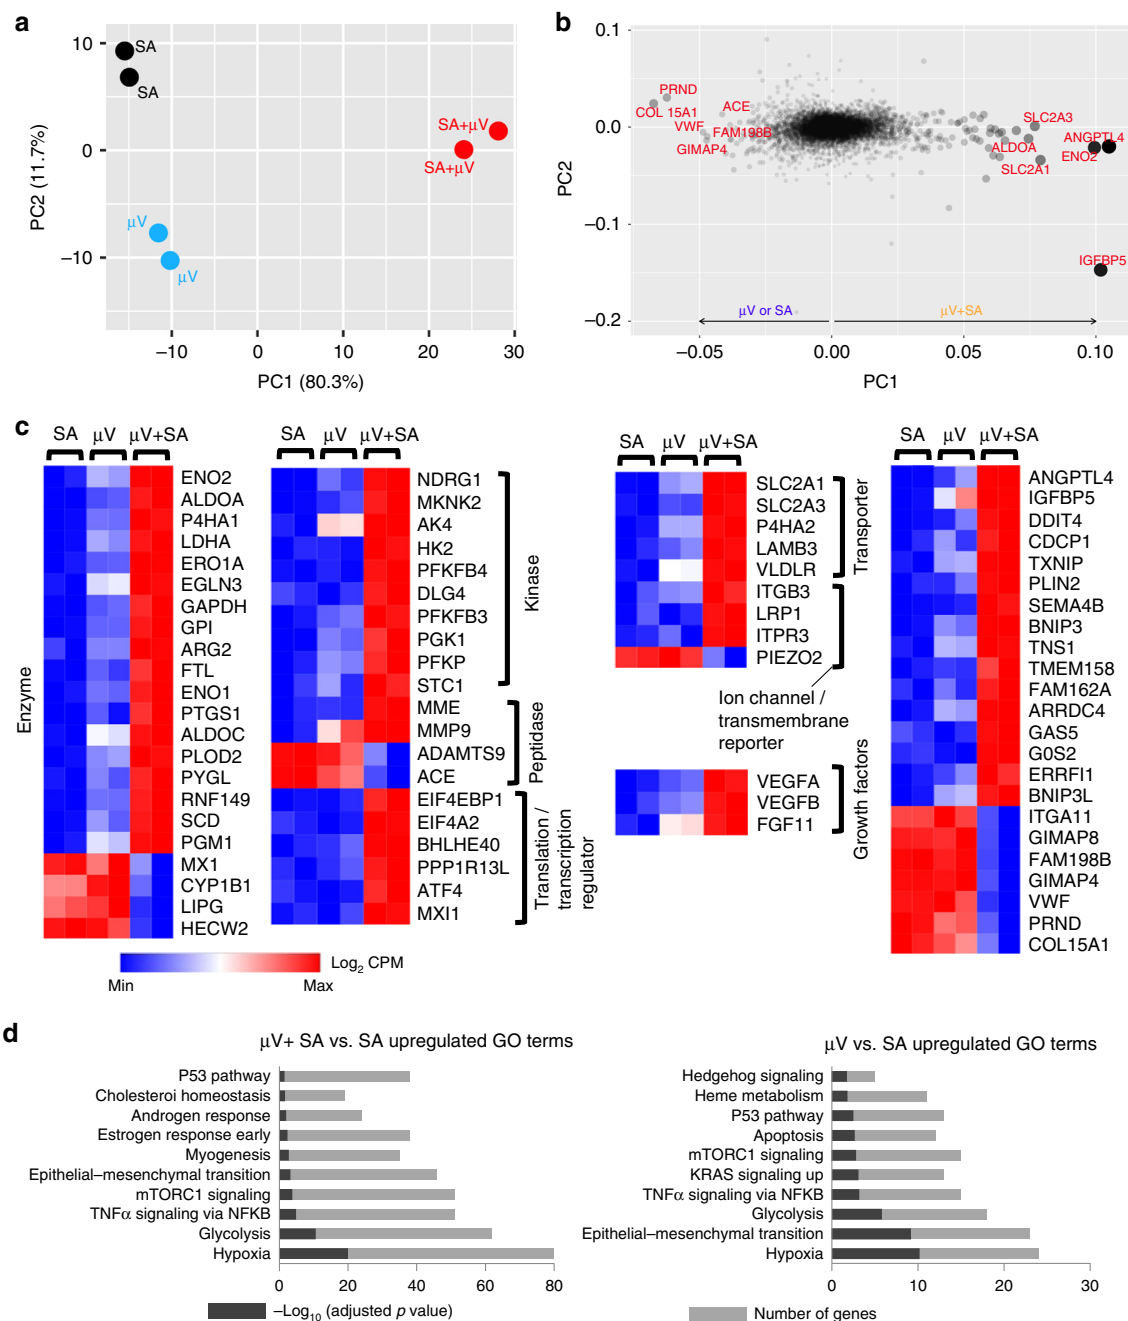 a
10
0
−10
PC2 (11.7%)
SA
SA
SA+μV
SA+μV
μV
μV
−10
0
10
20
30
PC1 (80.3%)
b
0.1
0.0
−0.1
−0.2
PC2
PRND
COL 15A1
ACE
VWF
FAM198B
GIMAP4
SLC2A3
ANGPTL4
ALDOA
ENO2
SLC2A1
IGFBP5
μV or SA
μV+SA
−0.05
0.00
0.05
0.10
PC1
c
SA μV μV+SA
Enzyme
ENO2
ALDOA
P4HA1
LDHA
ERO1A
EGLN3
GAPDH
GPI
ARG2
FTL
ENO1
PTGS1
ALDOC
PLOD2
PYGL
RNF149
SCD
PGM1
MX1
CYP1B1
LIPG
HECW2
SA μV μV+SA
NDRG1
MKNK2
AK4
HK2
PFKFB4
DLG4
PFKFB3
PGK1
PFKP
STC1
Kinase
MME
MMP9
ADAMTS9
ACE
Peptidase
EIF4EBP1
EIF4A2
BHLHE40
PPP1R13L
ATF4
MXI1
Translation /
transcription
regulator
Log2 CPM
Min
Max
SA μV μV+SA
SLC2A1
SLC2A3
P4HA2
LAMB3
VLDLR
Transporter
ITGB3
LRP1
ITPR3
PIEZO2
Ion channel /
transmembrane
reporter
VEGFA
VEGFB
FGF11
Growth factors
SA μV μV+SA
ANGPTL4
IGFBP5
DDIT4
CDCP1
TXNIP
PLIN2
SEMA4B
BNIP3
TNS1
TMEM158
FAM162A
ARRDC4
GAS5
G0S2
ERRFI1
BNIP3L
ITGA11
GIMAP8
FAM198B
GIMAP4
VWF
PRND
COL15A1
d
μV+ SA vs. SA upregulated GO terms
P53 pathway
Cholesteroi homeostasis
Androgen response
Estrogen response early
Myogenesis
Epithelial–mesenchymal transition
mTORC1 signaling
TNFα signaling via NFKB
Glycolysis
Hypoxia
0 20 40 60 80
−Log10 (adjusted p value)
μV vs. SA upregulated GO terms
Hedgehog signaling
Heme metabolism
P53 pathway
Apoptosis
mTORC1 signaling
KRAS signaling up
TNFα signaling via NFKB
Glycolysis
Epithelial–mesenchymal transition
Hypoxia
0 10 20 30
Number of genes